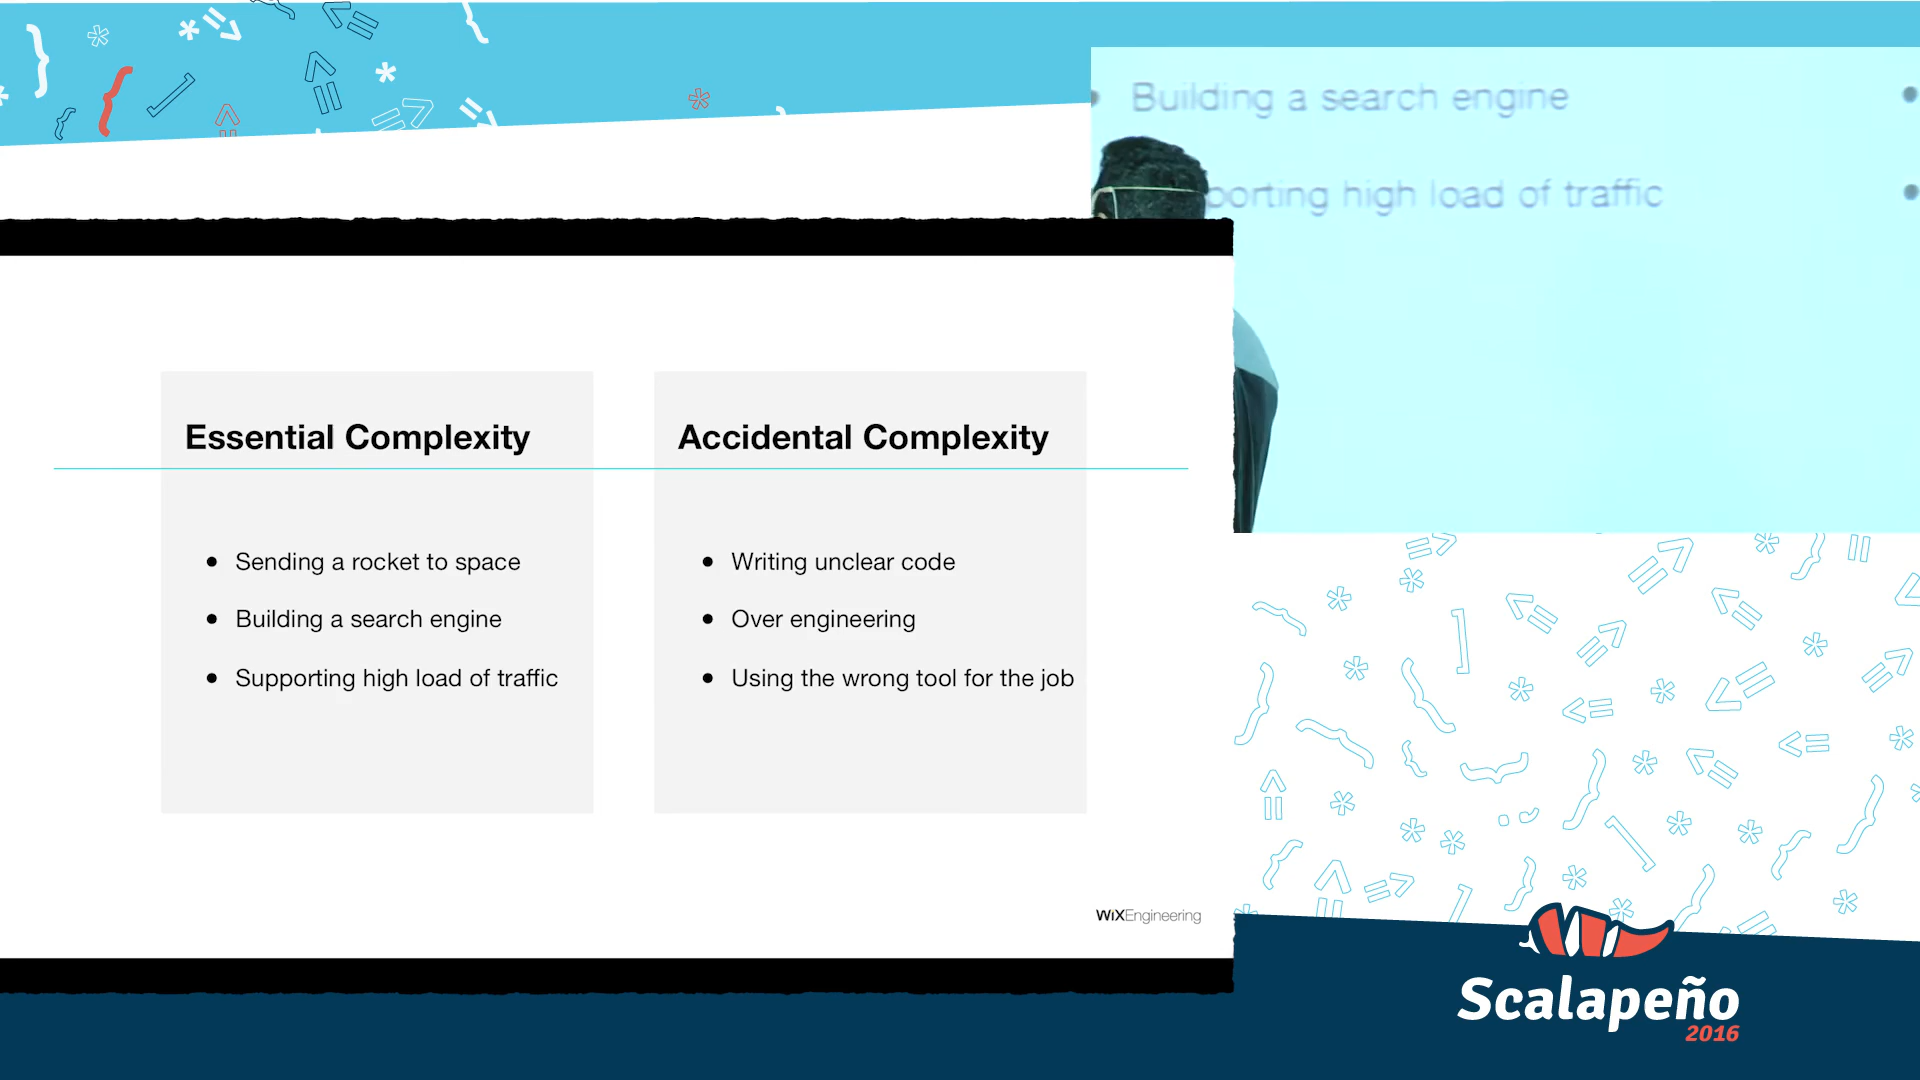 Building a search engine
porting high load of traffic
Essential Complexity
Sending a rocket to space
Building a search engine
Supporting high load of traffic
Accidental Complexity
Writing unclear code
Over engineering
Using the wrong tool for the job
WiXEngineering
Scalapeño
2016